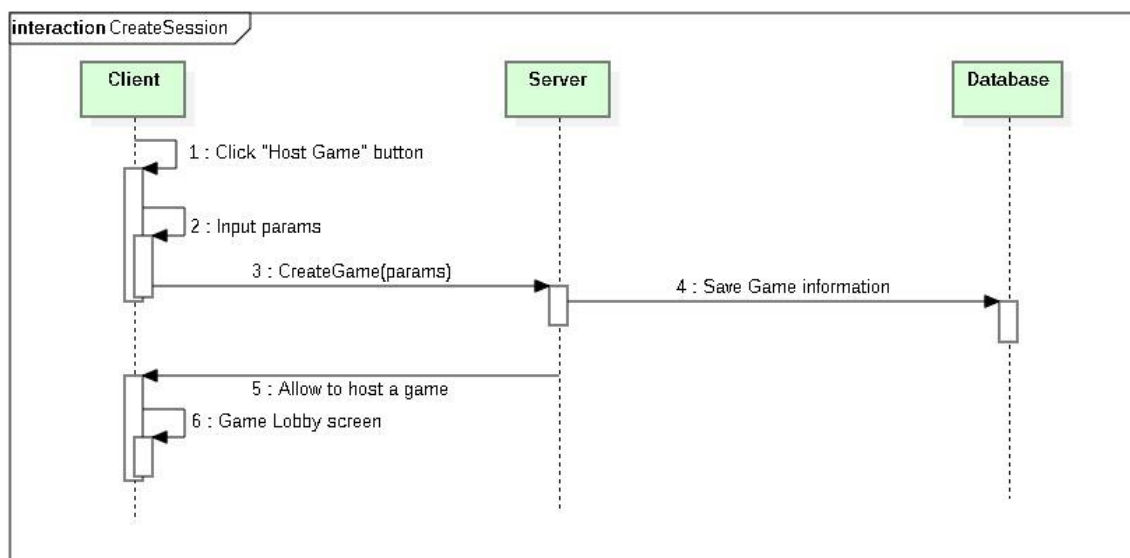 interaction CreateSession
Client
Server
Database
1 : Click "Host Game" button
2 : Input params
3 : CreateGame(params)
4 : Save Game information
5 : Allow to host a game
6 : Game Lobby screen